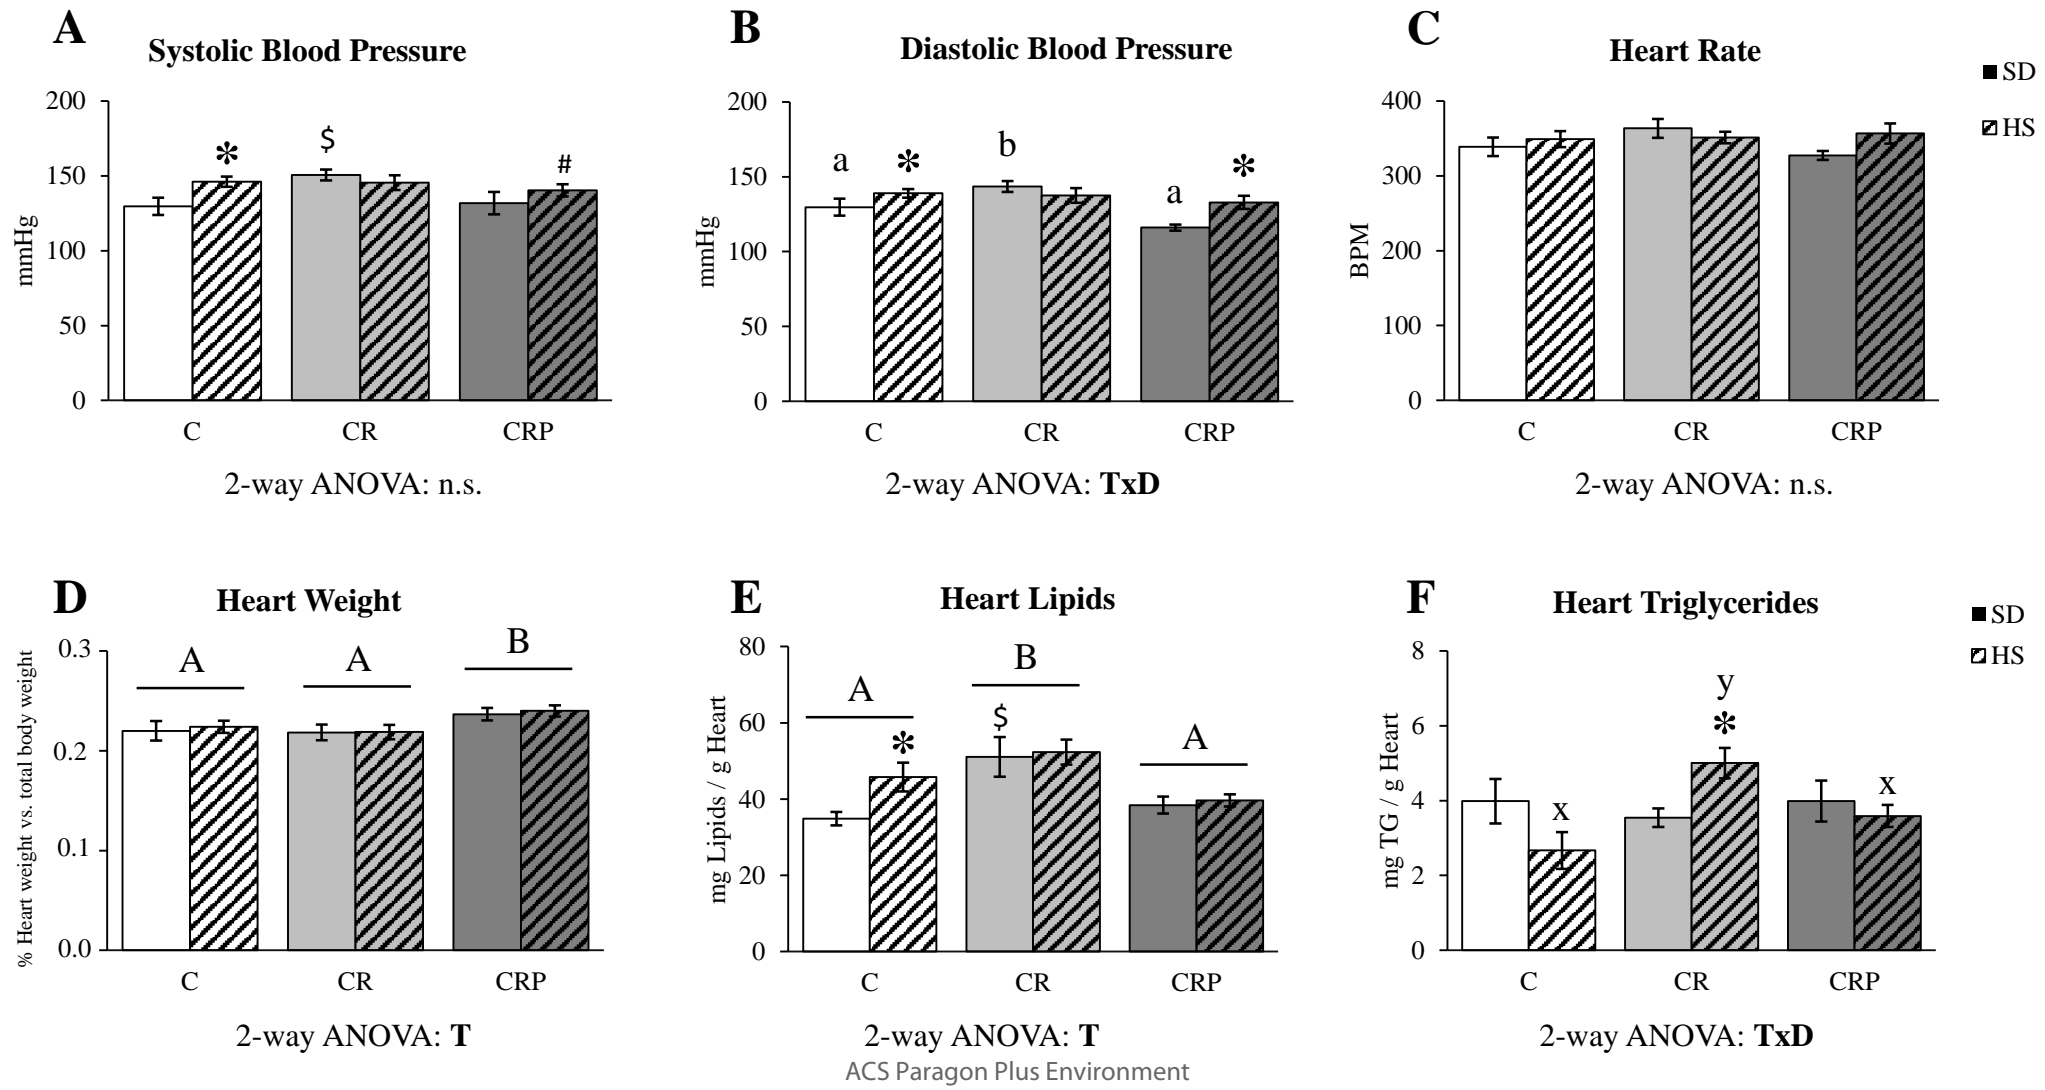 A
Systolic Blood Pressure
mmHg
200
150
100
50
0
*
$
#
C CR CRP
2-way ANOVA: n.s.
B
Diastolic Blood Pressure
mmHg
200
150
100
50
0
a
*
b
a
*
C CR CRP
2-way ANOVA: TxD
C
Heart Rate
BPM
400
300
200
100
0
C CR CRP
2-way ANOVA: n.s.
SD
HS
D
Heart Weight
% Heart weight vs. total body weight
0.3
0.2
0.1
0.0
A
A
B
C CR CRP
2-way ANOVA: T
E
Heart Lipids
mg Lipids / g Heart
80
60
40
20
0
A
*
B
$
A
C CR CRP
2-way ANOVA: T
F
Heart Triglycerides
mg TG / g Heart
8
6
4
2
0
x
y
*
x
C CR CRP
2-way ANOVA: TxD
SD
HS
ACS Paragon Plus Environment